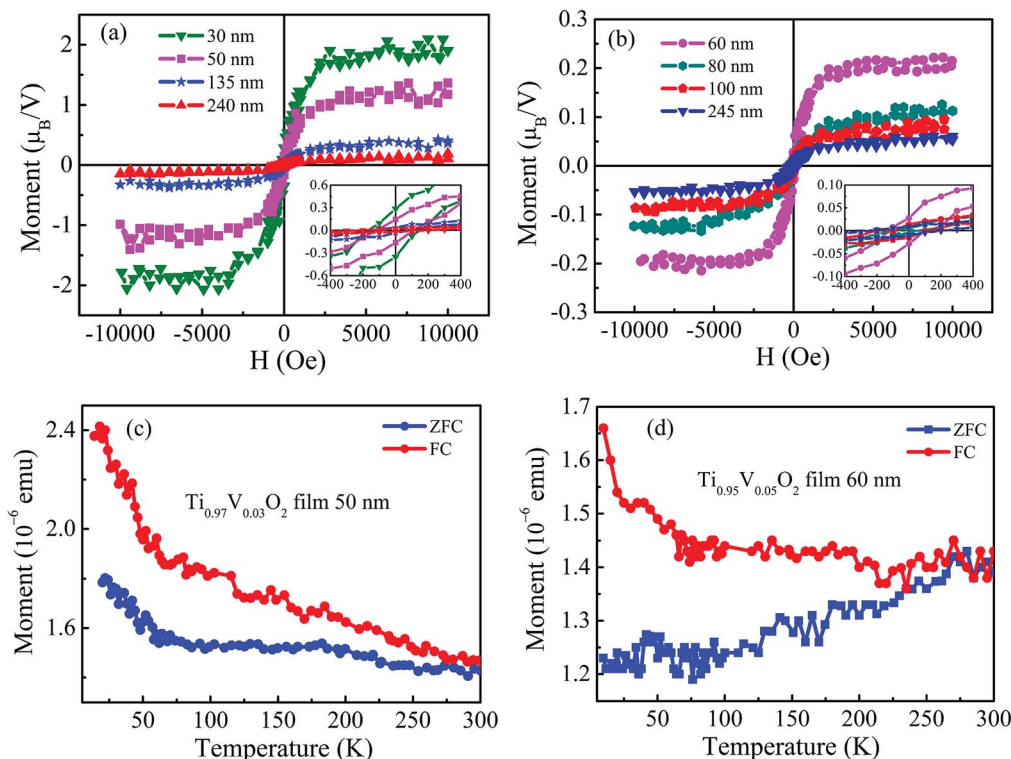 (a)
30 nm
50 nm
135 nm
240 nm
Moment (μB/V)
2
1
0
-1
-2
0.6
0.3
0.0
-0.3
-0.6
-400 -200 0 200 400
-10000 -5000 0 5000 10000
H (Oe)
(b)
60 nm
80 nm
100 nm
245 nm
Moment (μB/V)
0.3
0.2
0.1
0.0
-0.1
-0.2
-0.3
0.10
0.05
0.00
-0.05
-0.10
-400 -200 0 200 400
-10000 -5000 0 5000 10000
H (Oe)
(c)
ZFC
FC
Ti0.97V0.03O2 film 50 nm
Moment (10⁻⁶ emu)
2.4
2.0
1.6
50 100 150 200 250 300
Temperature (K)
(d)
ZFC
FC
Ti0.95V0.05O2 film 60 nm
Moment (10⁻⁶ emu)
1.7
1.6
1.5
1.4
1.3
1.2
50 100 150 200 250 300
Temperature (K)